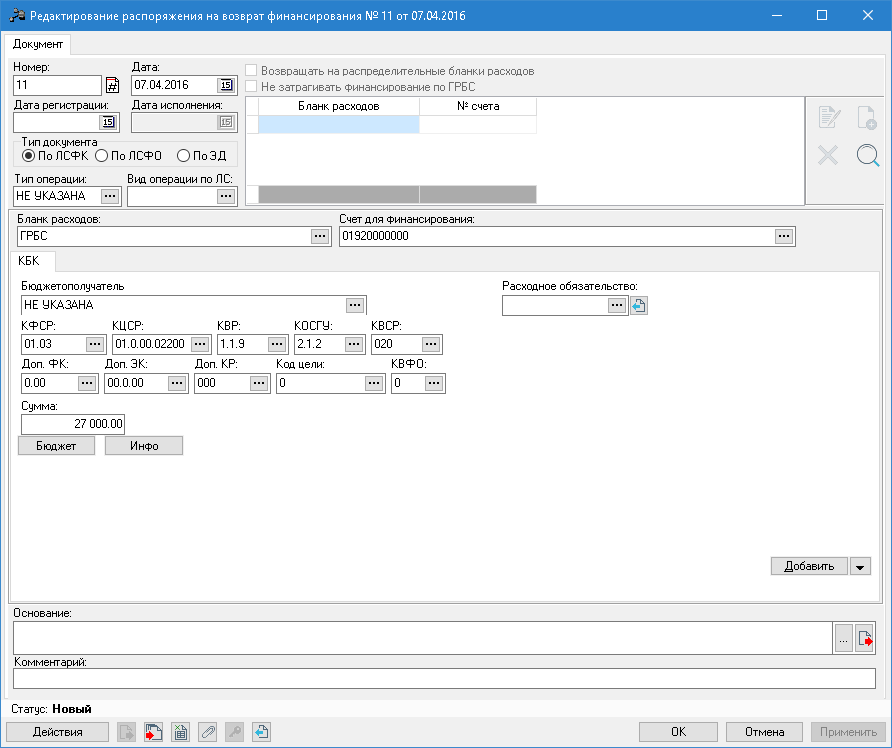 Редактирование распоряжения на возврат финансирования № 11 от 07.04.2016
Документ
Номер: Дата:
11 07.04.2016 15
Возвращать на распределительные бланки расходов
Не затрагивать финансирование по ГРБС
Дата регистрации: Дата исполнения:
15 15
Бланк расходов № счета
Тип документа
По ЛСФК По ЛСФО По ЭД
Тип операции: Вид операции по ЛС:
НЕ УКАЗАНА ... ...
Бланк расходов: Счет для финансирования:
ГРБС ... 01920000000 ...
КБК
Бюджетополучатель Расходное обязательство:
НЕ УКАЗАНА ... ...
КФСР: КЦСР: КВР: КОСГУ: КВСР:
01.03 ... 01.0.00.02200 ... 1.1.9 ... 2.1.2 ... 020 ...
Доп. ФК: Доп. ЭК: Доп. КР: Код цели: КВФО:
0.00 ... 00.0.00 ... 000 ... 0 ... 0 ...
Сумма:
27 000.00
Бюджет Инфо
Добавить
Основание:
...
Комментарий:
Статус: Новый
Действия OK Отмена Применить